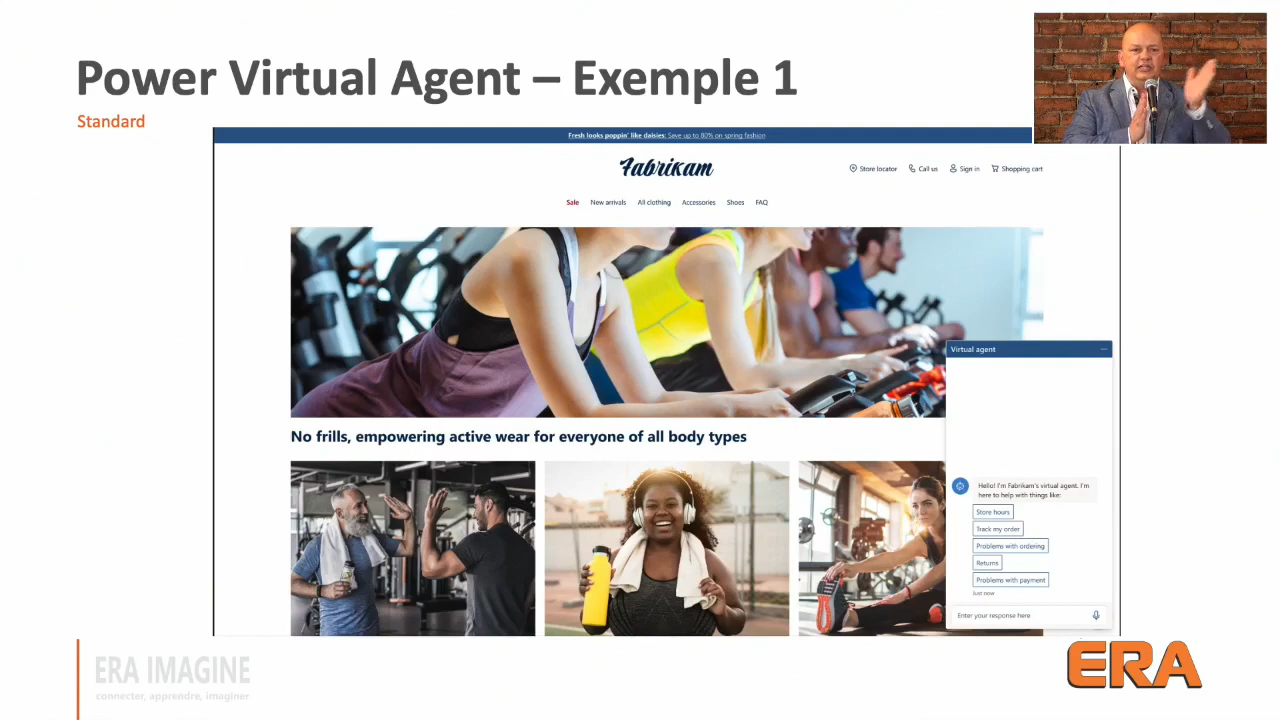 Power Virtual Agent – Exemple 1
Standard
Fresh looks poppin' like daisies: Save up to 80% on spring fashion
Fabrikam
Store locator Call us Sign in Shopping cart
Sale New arrivals All clothing Accessories Shoes FAQ
Virtual agent
No frills, empowering active wear for everyone of all body types
Hello! I'm Fabrikam's virtual agent. I'm
here to help with things like:
Store hours
Track my order
Problems with ordering
Returns
Problems with payment
Just now
Enter your response here
ERA IMAGINE
connecter, apprendre, imaginer
ERA